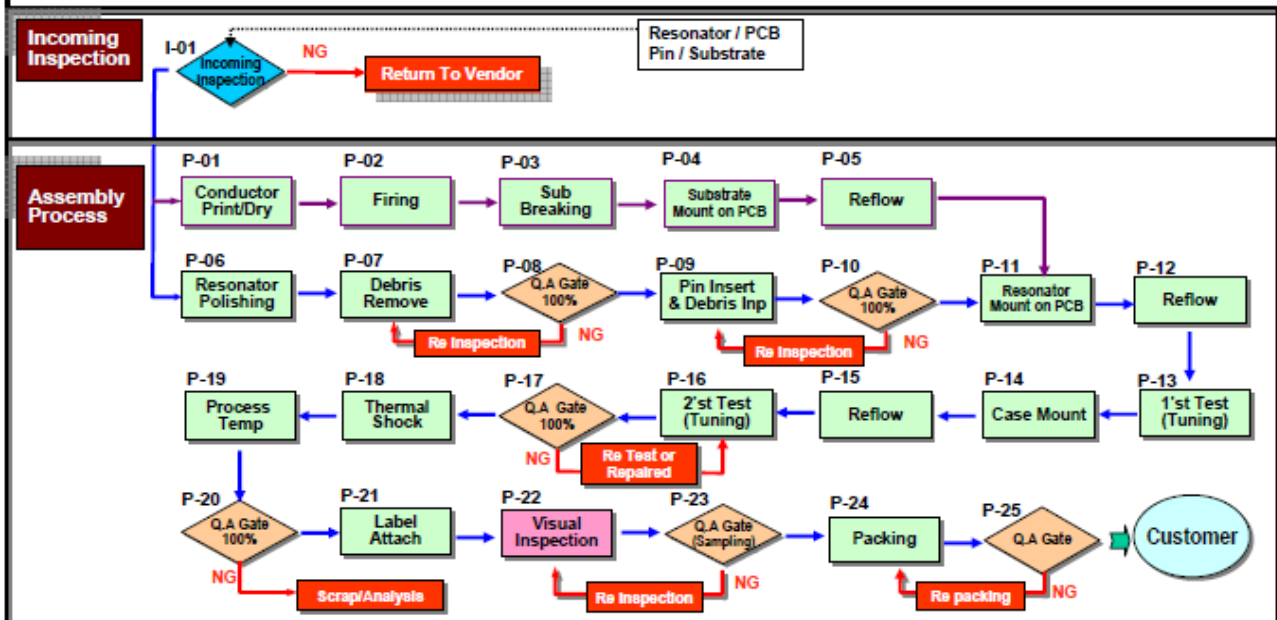 Incoming
Inspection
I-01
Incoming
Inspection
NG
Return To Vendor
Resonator / PCB
Pin / Substrate
Assembly
Process
P-01
Conductor
Print/Dry
P-02
Firing
P-03
Sub
Breaking
P-04
Substrate
Mount on PCB
P-05
Reflow
P-06
Resonator
Polishing
P-07
Debris
Remove
P-08
Q.A Gate
100%
Re Inspection
NG
P-09
Pin Insert
& Debris Inp
P-10
Q.A Gate
100%
Re Inspection
NG
P-11
Resonator
Mount on PCB
P-12
Reflow
P-19
Process
Temp
P-18
Thermal
Shock
P-17
Q.A Gate
100%
NG
Re Test or
Repaired
P-16
2'st Test
(Tuning)
P-15
Reflow
P-14
Case Mount
P-13
1'st Test
(Tuning)
P-20
Q.A Gate
100%
NG
Scrap/Analysis
P-21
Label
Attach
P-22
Visual
Inspection
P-23
Q.A Gate
(Sampling)
Re Inspection
NG
P-24
Packing
P-25
Q.A Gate
Re packing
NG
Customer